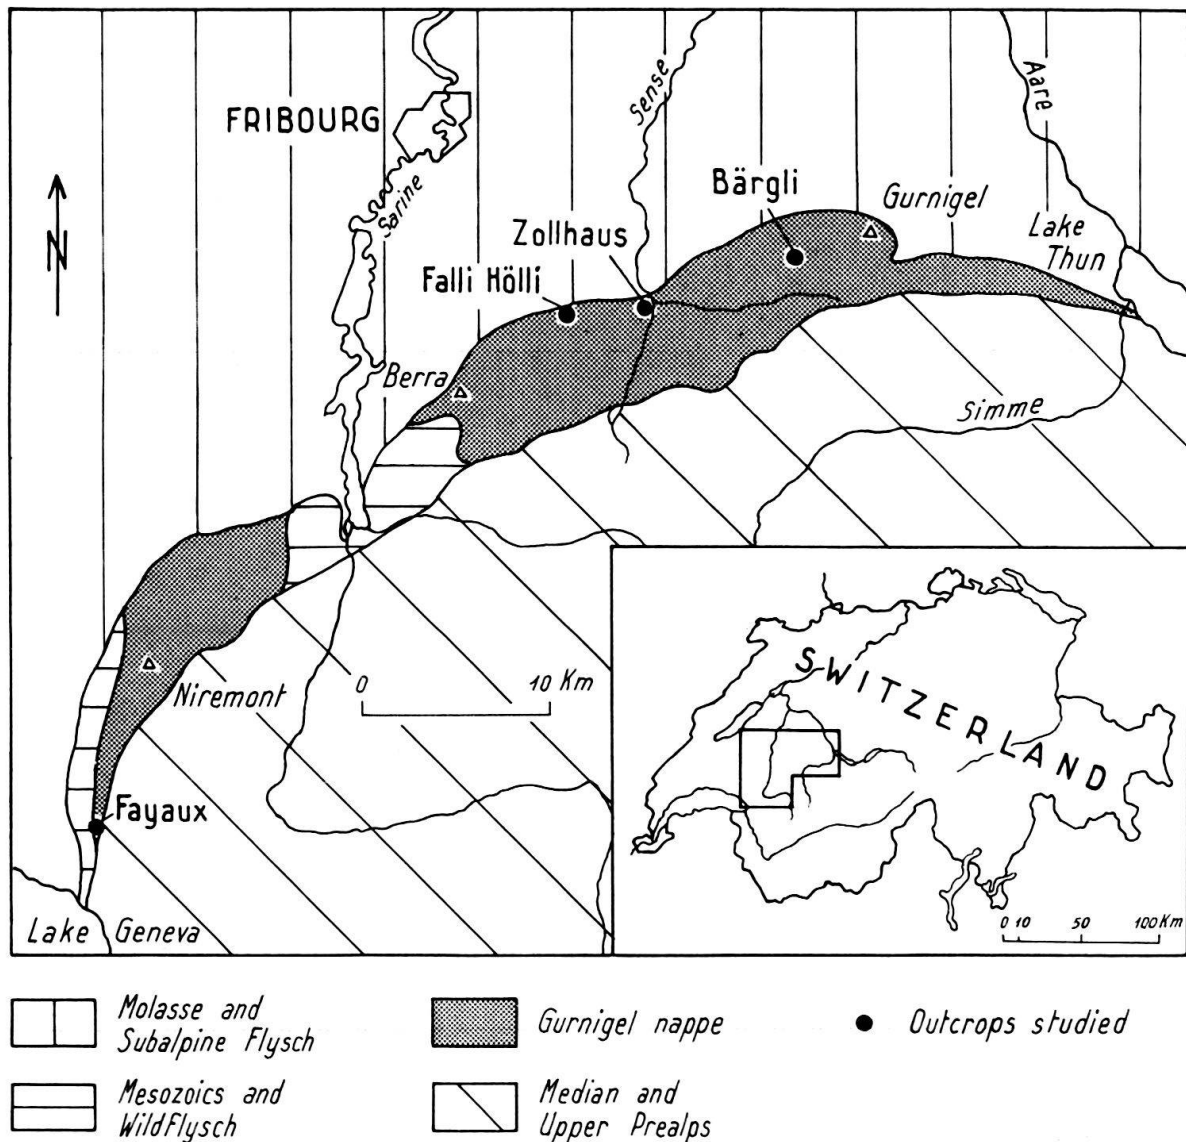 FRIBOURG
Sarine
Sense
Aare
N
Bärgli
Gurnigel
Zollhaus
Lake
Thun
Falli Hölli
Berra
Simme
Niremont
0 10 Km
Fayaux
Lake Geneva
SWITZERLAND
0 10 50 100 Km
Molasse and
Subalpine Flysch
Gurnigel nappe
Outcrops studied
Mesozoics and
WildFlysch
Median and
Upper Prealps